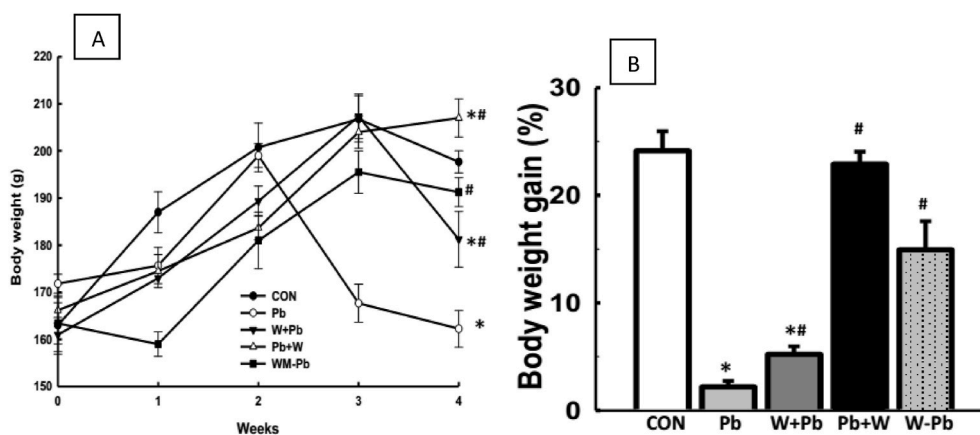 A
220
210
200
190
180
170
160
150
Body weight (g)
0
1
2
3
4
Weeks
CON
Pb
W+Pb
Pb+W
WM-Pb
*#
#
*#
*
B
30
20
10
0
Body weight gain (%)
*
*#
#
#
CON Pb W+Pb Pb+W W-Pb